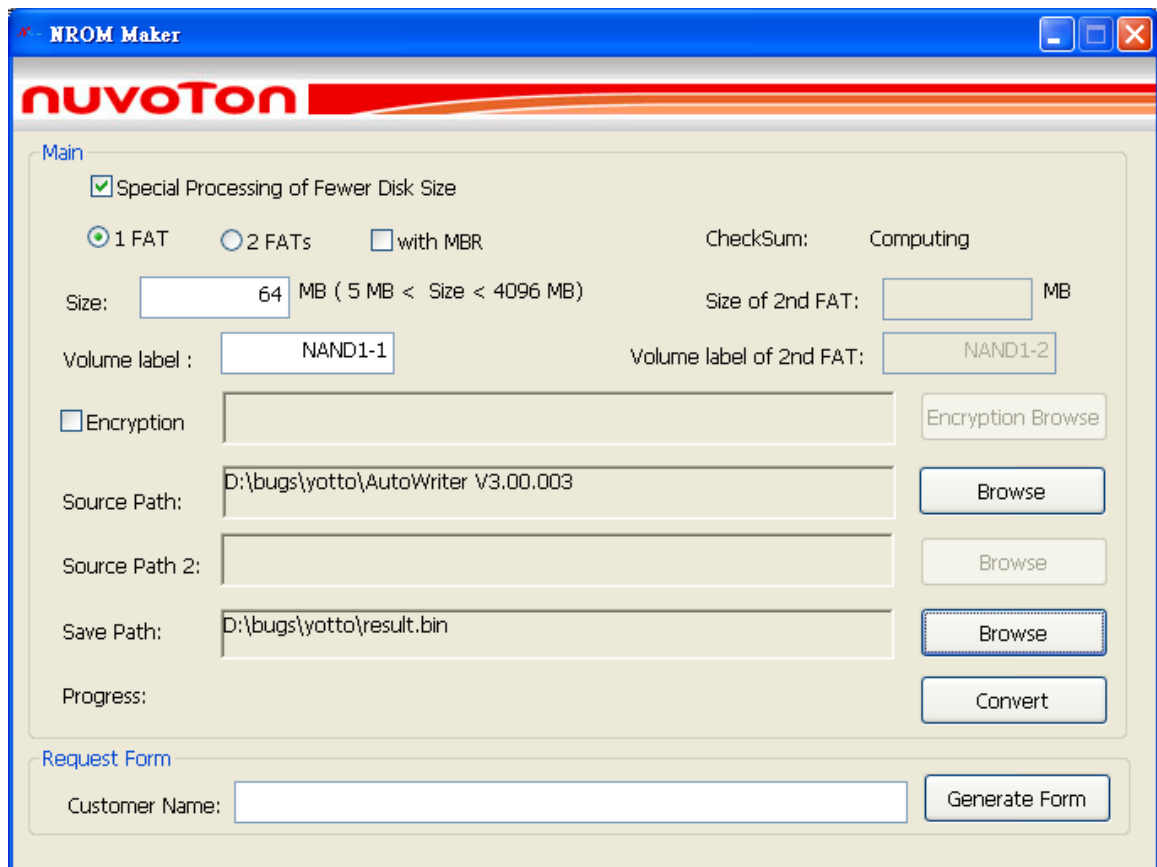 NROM Maker
nuvoTon
Main
Special Processing of Fewer Disk Size
1 FAT 2 FATs with MBR CheckSum: Computing
Size: 64 MB ( 5 MB < Size < 4096 MB) Size of 2nd FAT: MB
Volume label : NAND1-1 Volume label of 2nd FAT: NAND1-2
Encryption Encryption Browse
Source Path: D:\bugs\yotto\AutoWriter V3.00.003 Browse
Source Path 2: Browse
Save Path: D:\bugs\yotto\result.bin Browse
Progress: Convert
Request Form
Customer Name: Generate Form